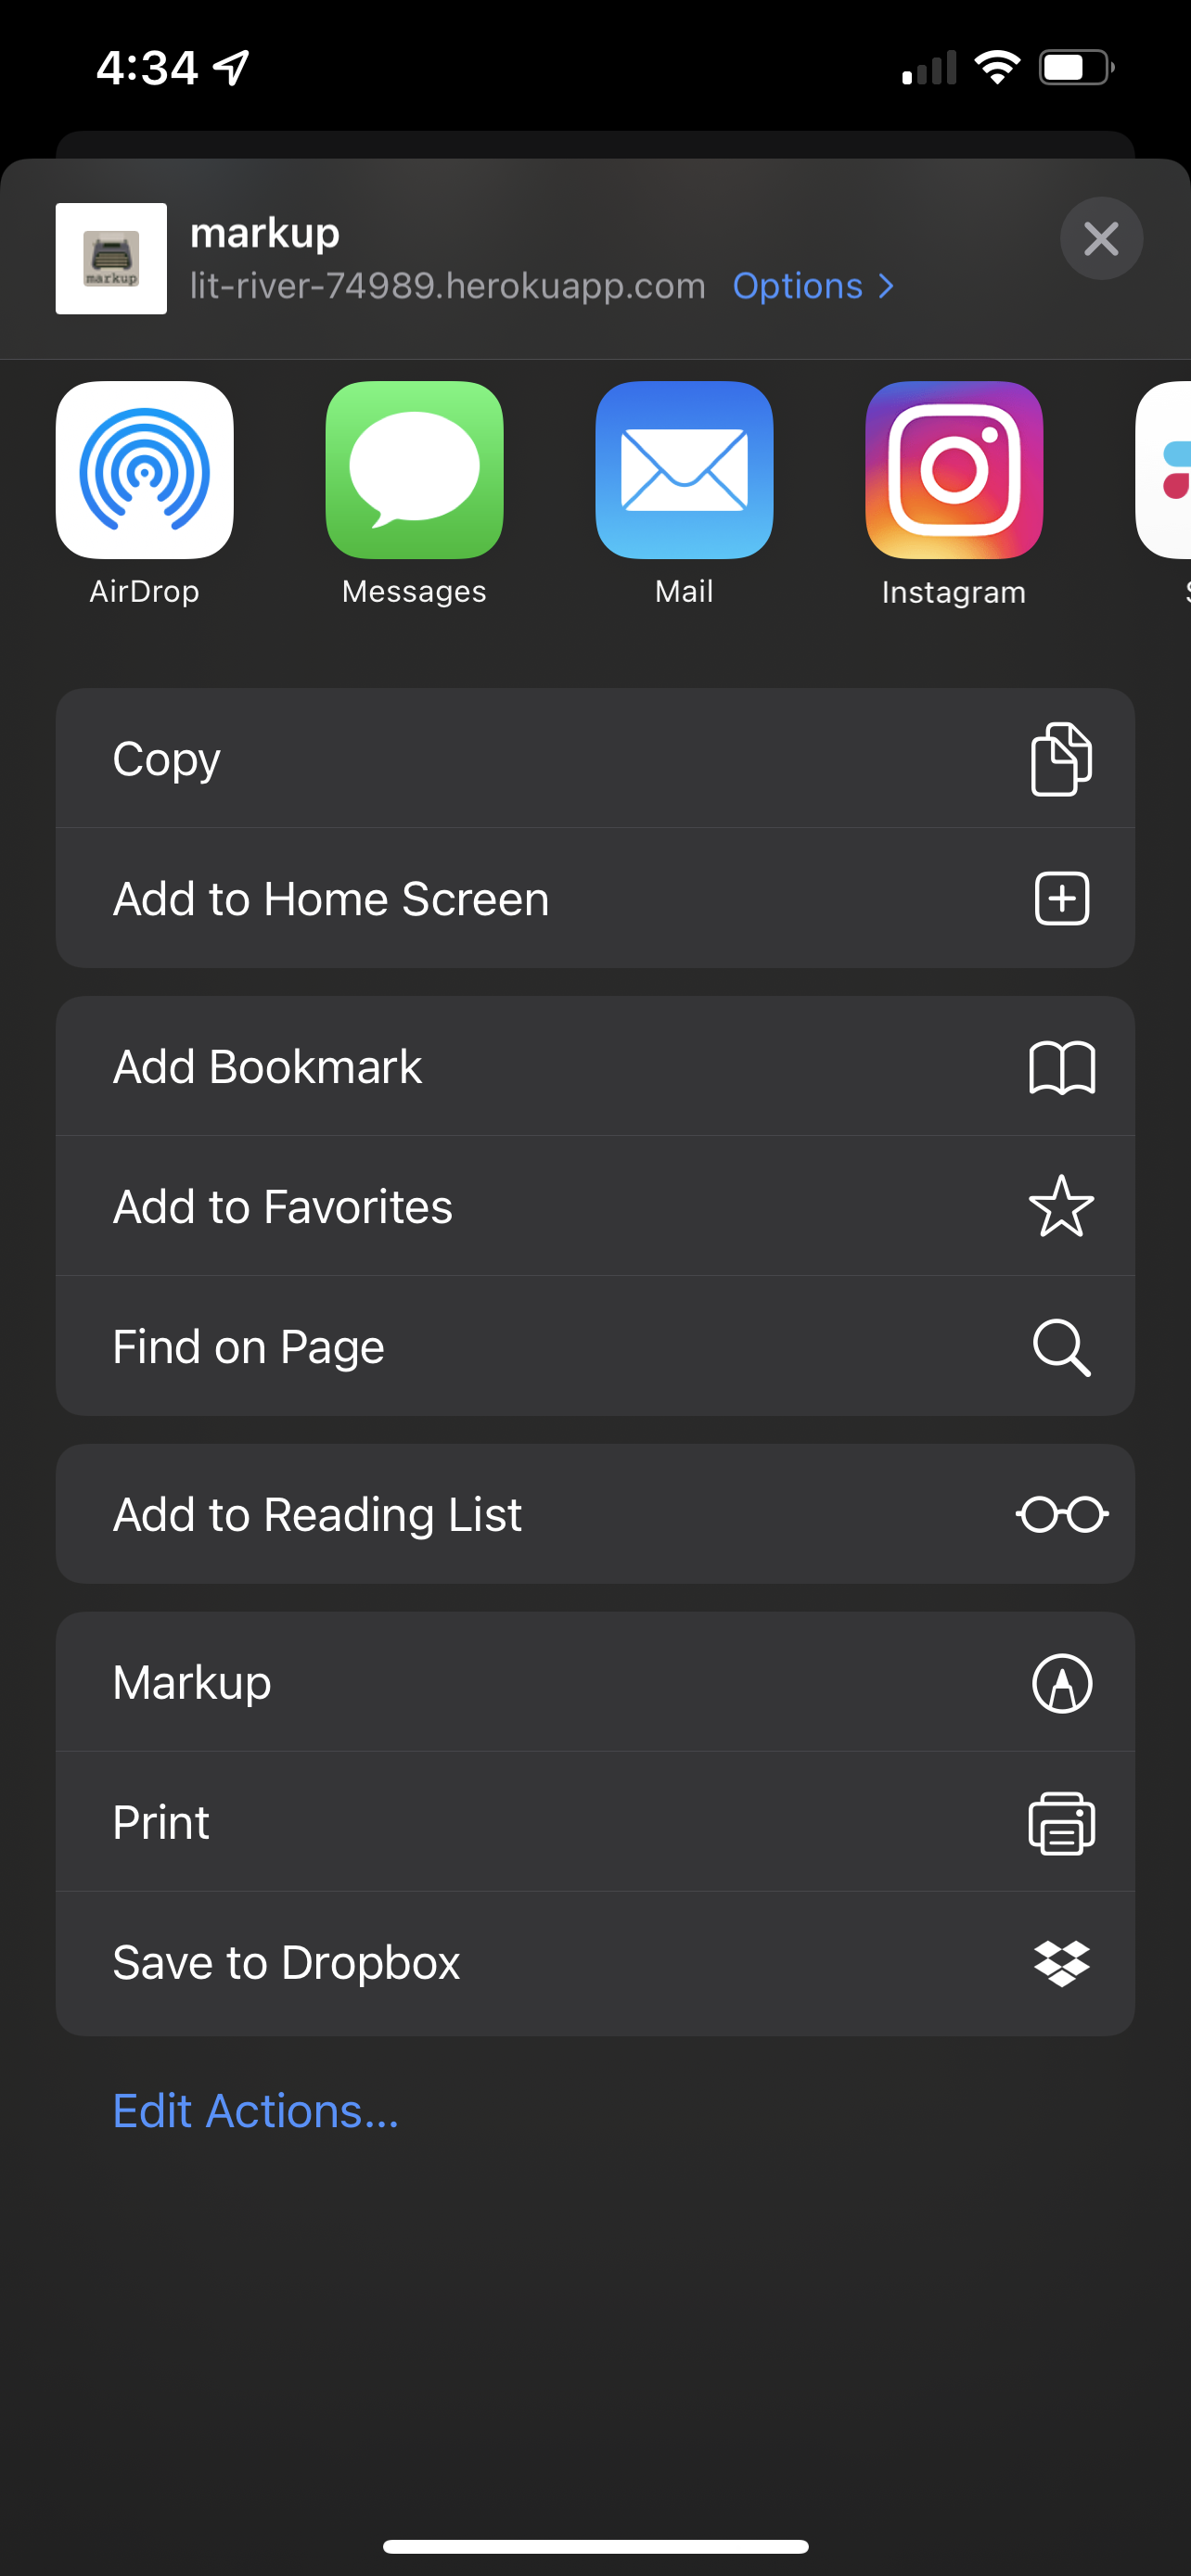 4:34
markup
markup
lit-river-74989.herokuapp.com Options
AirDrop
Messages
Mail
Instagram
Copy
Add to Home Screen
Add Bookmark
Add to Favorites
Find on Page
Add to Reading List
Markup
Print
Save to Dropbox
Edit Actions...